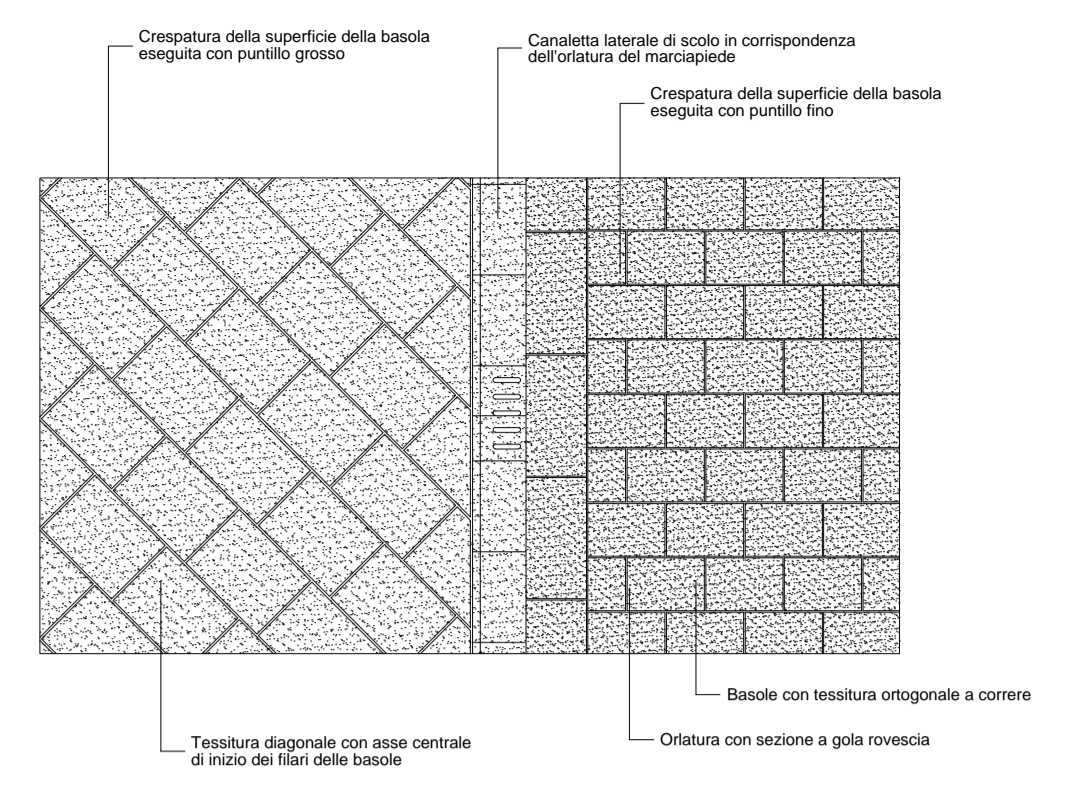 Crespatura della superficie della basola
eseguita con puntillo grosso
Canaletta laterale di scolo in corrispondenza
dell'orlatura del marciapiede
Crespatura della superficie della basola
eseguita con puntillo fino
Basole con tessitura ortogonale a correre
Orlatura con sezione a gola rovescia
Tessitura diagonale con asse centrale
di inizio dei filari delle basole